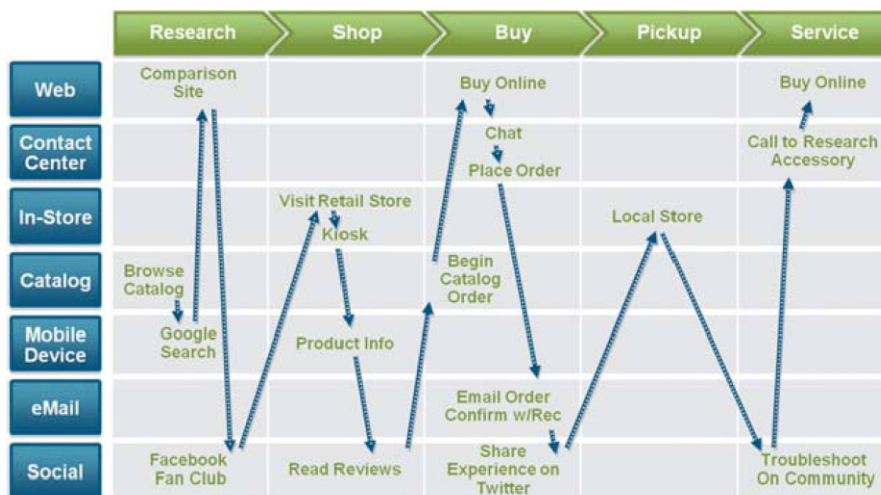 Research
Shop
Buy
Pickup
Service
Web
Comparison
Site
Buy Online
Buy Online
Contact
Center
Chat
Place Order
Call to Research
Accessory
In-Store
Visit Retail Store
Kiosk
Local Store
Catalog
Browse
Catalog
Begin
Catalog
Order
Mobile
Device
Google
Search
Product Info
eMail
Email Order
Confirm w/Rec
Social
Facebook
Fan Club
Read Reviews
Share
Experience on
Twitter
Troubleshoot
On Community